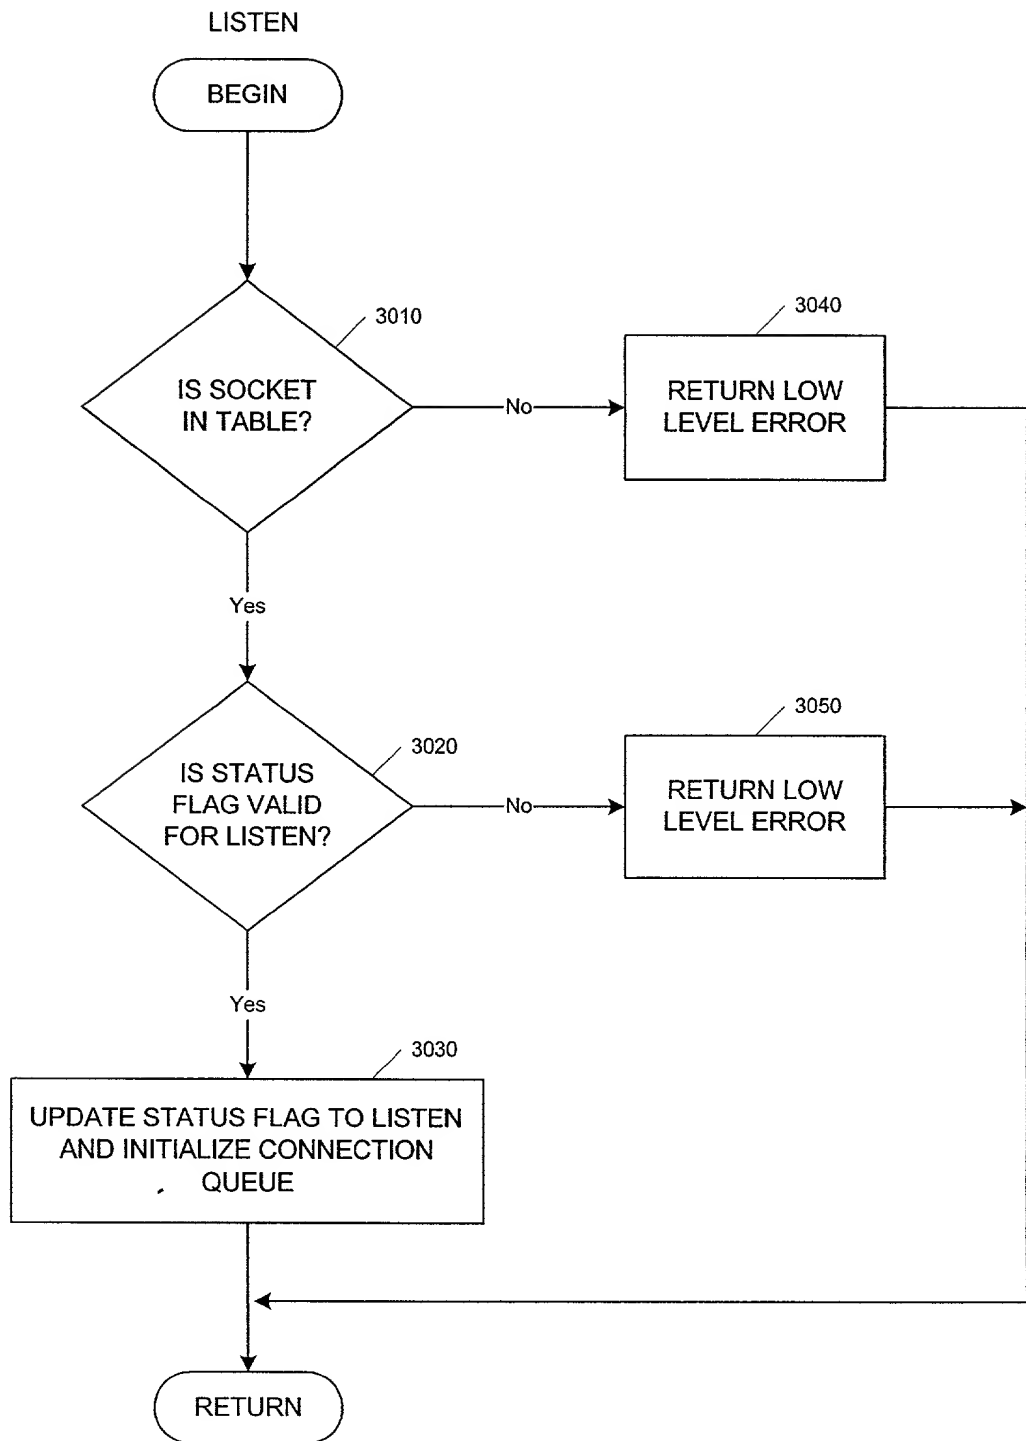 LISTEN
BEGIN
3010
IS SOCKET
IN TABLE?
No
3040
RETURN LOW
LEVEL ERROR
Yes
3020
IS STATUS
FLAG VALID
FOR LISTEN?
No
3050
RETURN LOW
LEVEL ERROR
Yes
3030
UPDATE STATUS FLAG TO LISTEN
AND INITIALIZE CONNECTION
QUEUE
RETURN